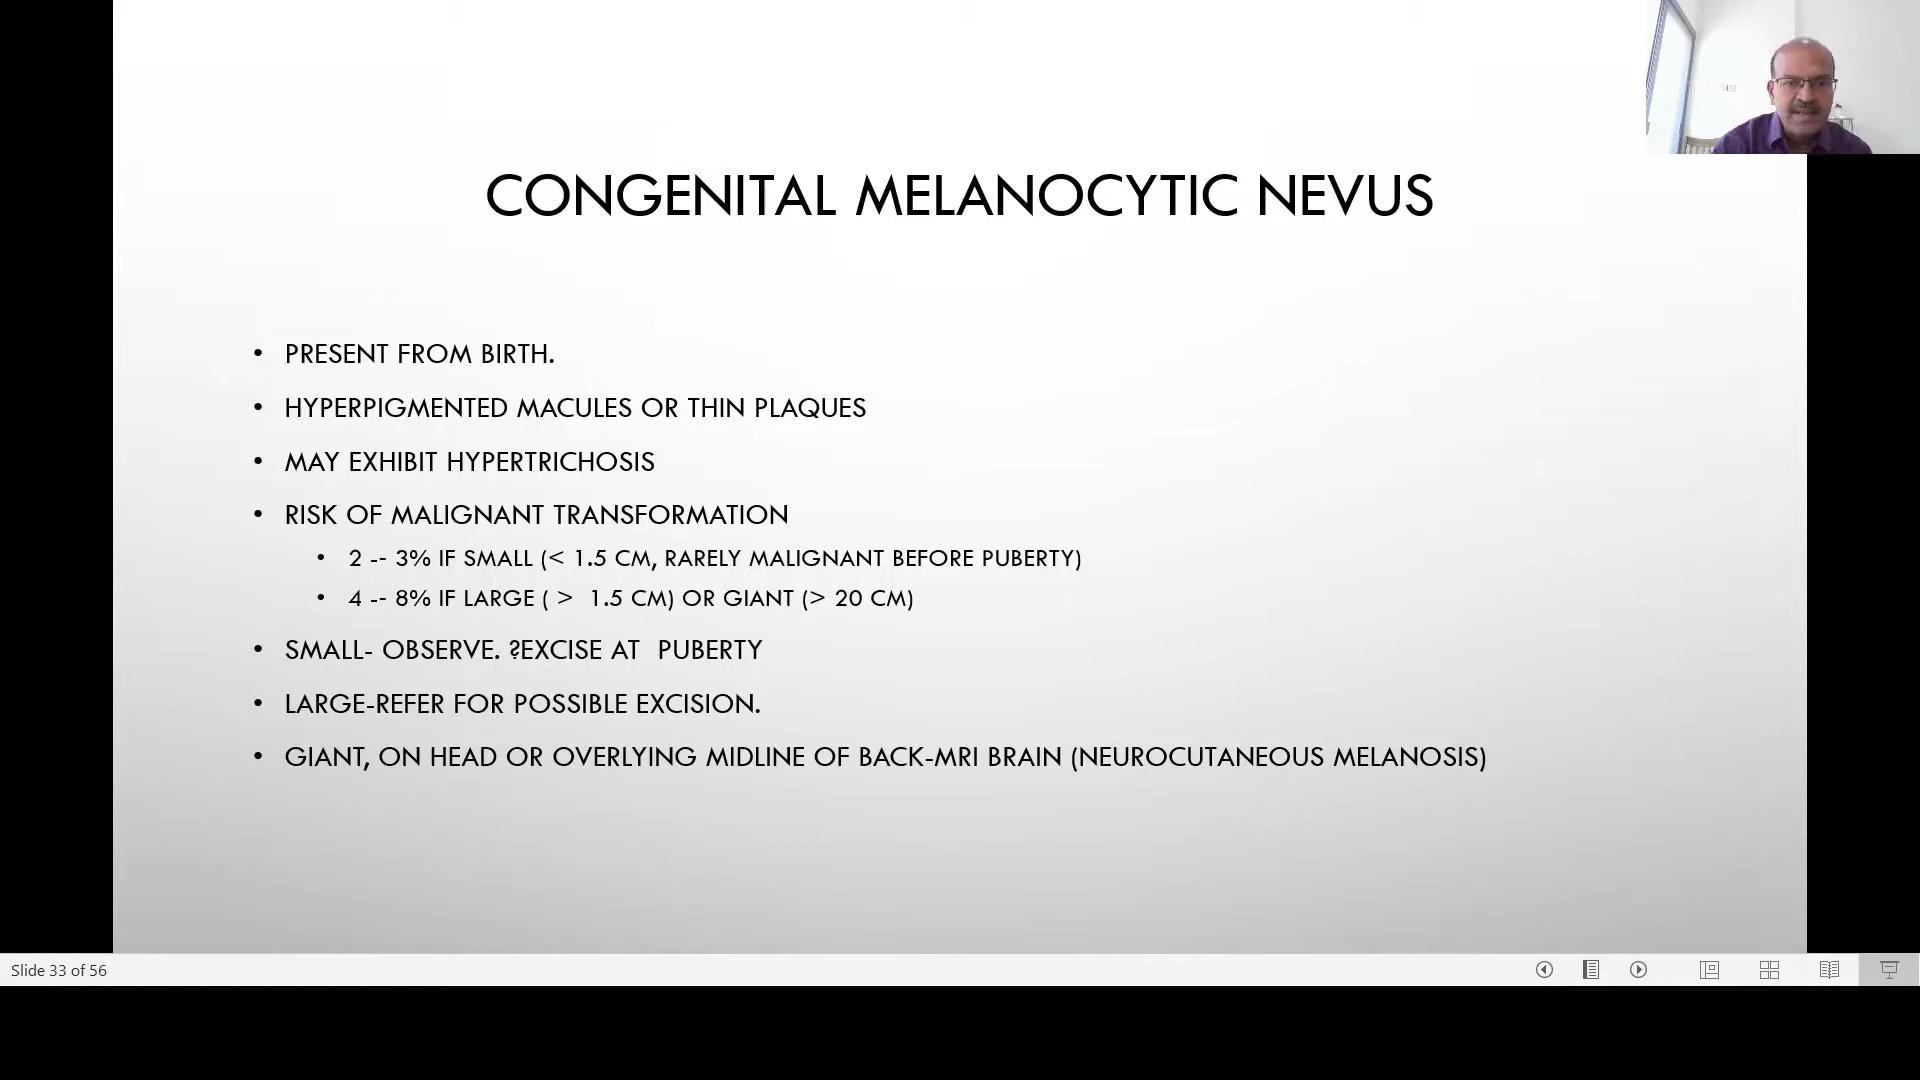 CONGENITAL MELANOCYTIC NEVUS
• PRESENT FROM BIRTH.
• HYPERPIGMENTED MACULES OR THIN PLAQUES
• MAY EXHIBIT HYPERTRICHOSIS
• RISK OF MALIGNANT TRANSFORMATION
• 2 -- 3% IF SMALL (< 1.5 CM, RARELY MALIGNANT BEFORE PUBERTY)
• 4 -- 8% IF LARGE ( > 1.5 CM) OR GIANT (> 20 CM)
• SMALL- OBSERVE. ?EXCISE AT PUBERTY
• LARGE-REFER FOR POSSIBLE EXCISION.
• GIANT, ON HEAD OR OVERLYING MIDLINE OF BACK-MRI BRAIN (NEUROCUTANEOUS MELANOSIS)
Slide 33 of 56